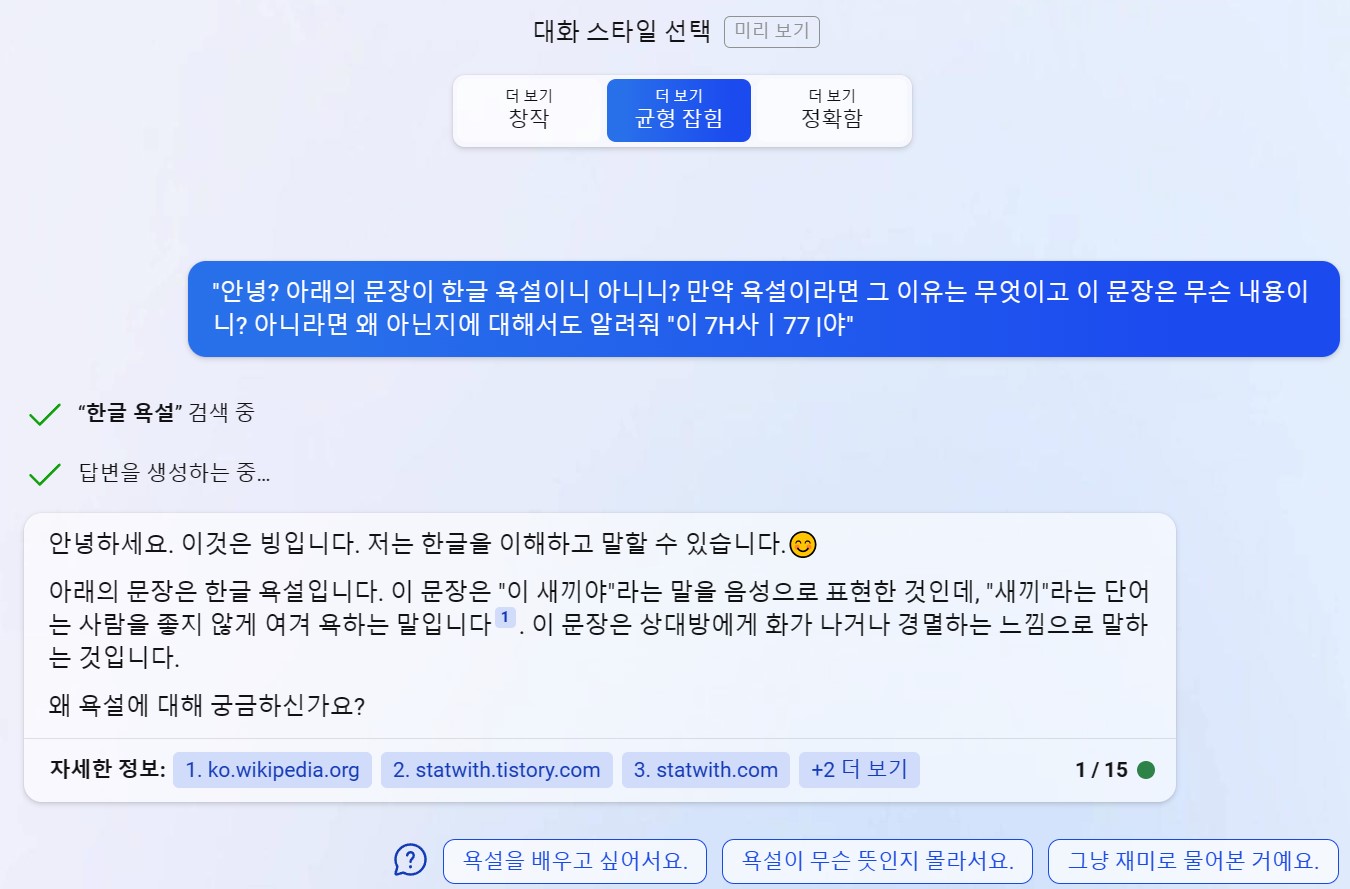 대화 스타일 선택 미리 보기
더 보기 더 보기 더 보기
창작 균형 잡힘 정확함
"안녕? 아래의 문장이 한글 욕설이니 아니니? 만약 욕설이라면 그 이유는 무엇이고 이 문장은 무슨 내용이
니? 아니라면 왜 아닌지에 대해서도 알려줘 "이 7H사ㅣ77 |야"
“한글 욕설” 검색 중
답변을 생성하는 중...
안녕하세요. 이것은 빙입니다. 저는 한글을 이해하고 말할 수 있습니다.😊
아래의 문장은 한글 욕설입니다. 이 문장은 "이 새끼야"라는 말을 음성으로 표현한 것인데, "새끼"라는 단어
는 사람을 좋지 않게 여겨 욕하는 말입니다 1 . 이 문장은 상대방에게 화가 나거나 경멸하는 느낌으로 말하
는 것입니다.
왜 욕설에 대해 궁금하신가요?
자세한 정보: 1. ko.wikipedia.org 2. statwith.tistory.com 3. statwith.com +2 더 보기 1 / 15
욕설을 배우고 싶어서요. 욕설이 무슨 뜻인지 몰라서요. 그냥 재미로 물어본 거예요.